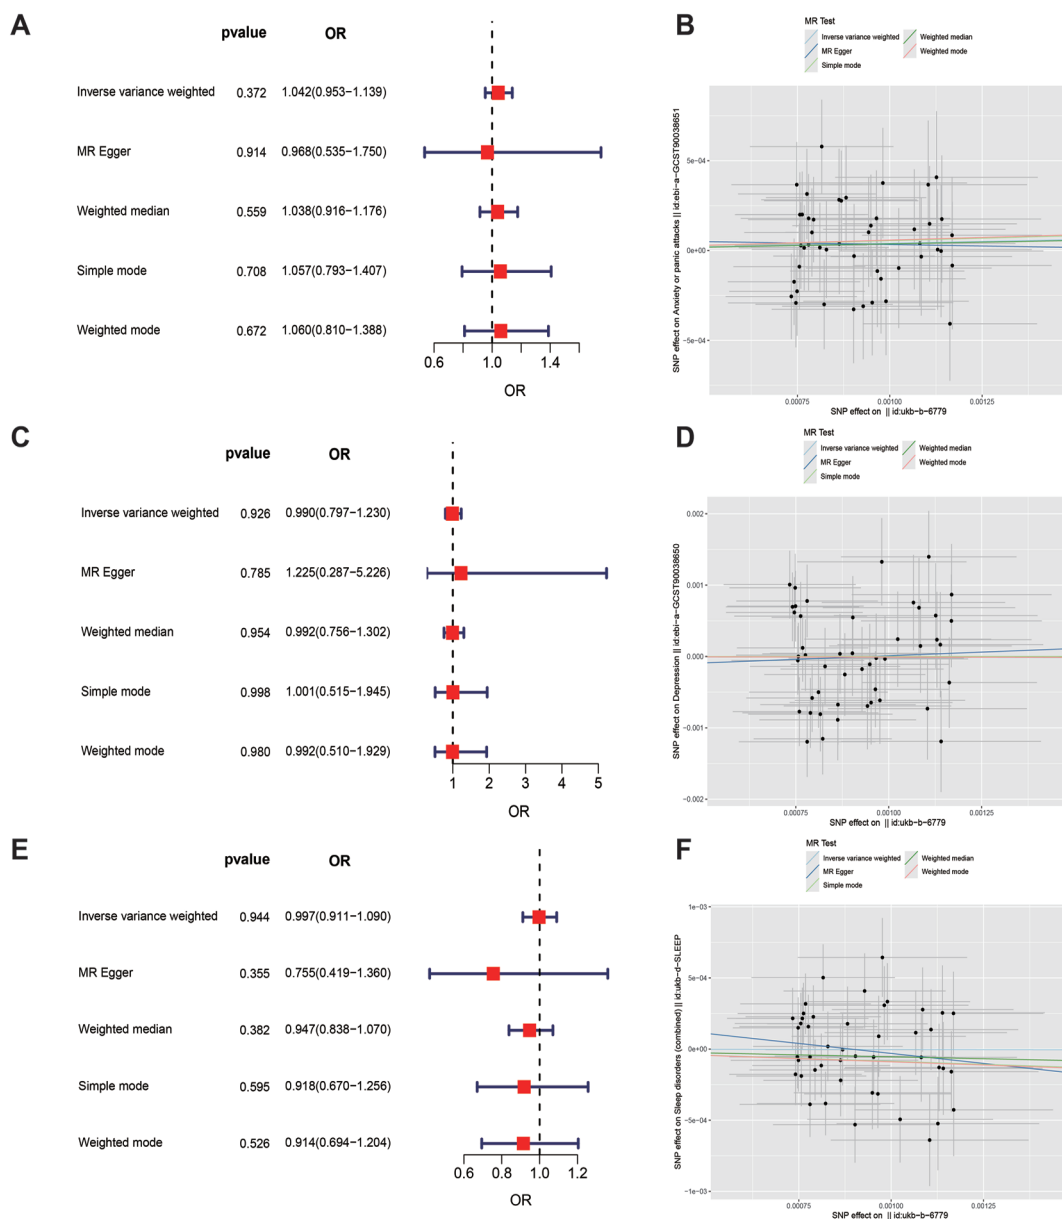 A
pvalue OR
Inverse variance weighted 0.372 1.042(0.953−1.139)
MR Egger 0.914 0.968(0.535−1.750)
Weighted median 0.559 1.038(0.916−1.176)
Simple mode 0.708 1.057(0.793−1.407)
Weighted mode 0.672 1.060(0.810−1.388)
0.6 1.0 1.4
OR
B
MR Test
Inverse variance weighted Weighted median
MR Egger Weighted mode
Simple mode
SNP effect on Anxiety or panic attacks || id:ebi-a-GCST90038651
5e−04
0e+00
−5e−04
0.00075 0.00100 0.00125
SNP effect on || id:ukb-b-6779
C
pvalue OR
Inverse variance weighted 0.926 0.990(0.797−1.230)
MR Egger 0.785 1.225(0.287−5.226)
Weighted median 0.954 0.992(0.756−1.302)
Simple mode 0.998 1.001(0.515−1.945)
Weighted mode 0.980 0.992(0.510−1.929)
1 2 3 4 5
OR
D
MR Test
Inverse variance weighted Weighted median
MR Egger Weighted mode
Simple mode
SNP effect on Depression || id:ebi-a-GCST90038650
0.002
0.001
0.000
−0.001
−0.002
0.00075 0.00100 0.00125
SNP effect on || id:ukb-b-6779
E
pvalue OR
Inverse variance weighted 0.944 0.997(0.911−1.090)
MR Egger 0.355 0.755(0.419−1.360)
Weighted median 0.382 0.947(0.838−1.070)
Simple mode 0.595 0.918(0.670−1.256)
Weighted mode 0.526 0.914(0.694−1.204)
0.6 0.8 1.0 1.2
OR
F
MR Test
Inverse variance weighted Weighted median
MR Egger Weighted mode
Simple mode
SNP effect on Sleep disorders (combined) || id:ukb-d-SLEEP
1e−03
5e−04
0e+00
−5e−04
−1e−03
0.00075 0.00100 0.00125
SNP effect on || id:ukb-b-6779